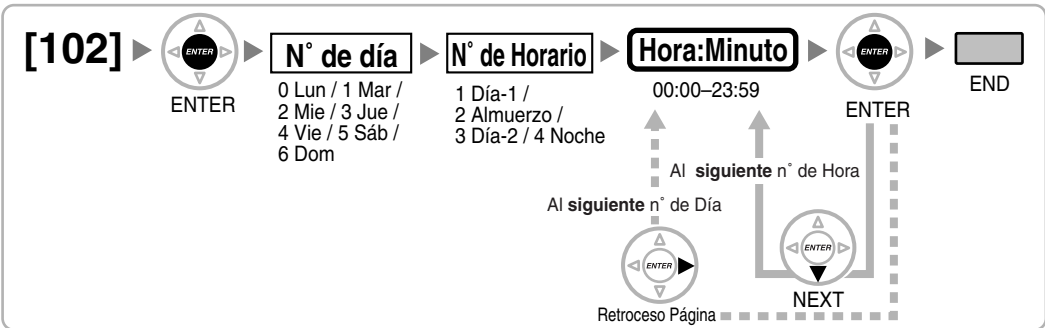 [102]
ENTER
ENTER
N° de día
0 Lun / 1 Mar /
2 Mie / 3 Jue /
4 Vie / 5 Sáb /
6 Dom
N° de Horario
1 Día-1 /
2 Almuerzo /
3 Día-2 / 4 Noche
Hora:Minuto
00:00–23:59
ENTER
ENTER
END
Al siguiente n° de Hora
Al siguiente n° de Día
ENTER
Retroceso Página
ENTER
NEXT